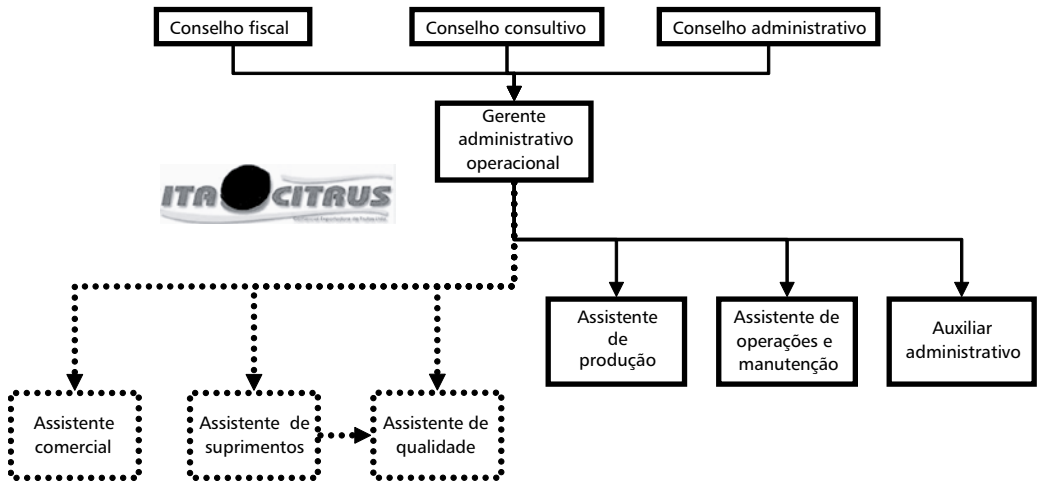 Conselho fiscal
Conselho consultivo
Conselho administrativo
Gerente
administrativo
operacional
ITA CITRUS
Assistente
de
produção
Assistente de
operações e
manutenção
Auxiliar
administrativo
Assistente
comercial
Assistente de
suprimentos
Assistente de
qualidade